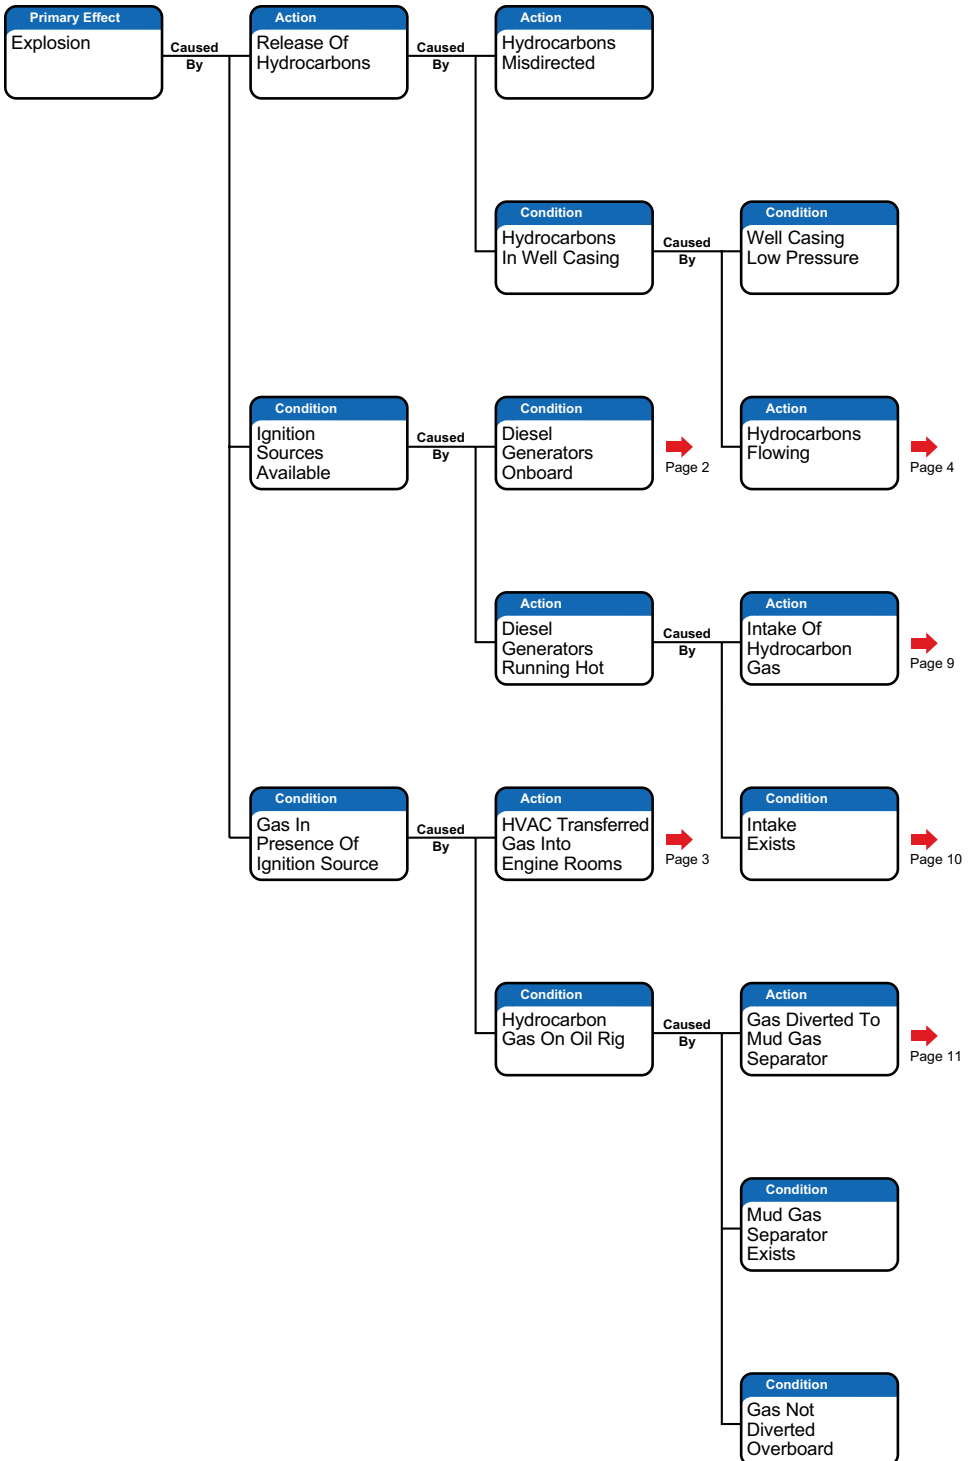 Primary Effect
Explosion
Caused
By
Action
Release Of
Hydrocarbons
Caused
By
Action
Hydrocarbons
Misdirected
Condition
Hydrocarbons
In Well Casing
Caused
By
Condition
Well Casing
Low Pressure
Condition
Ignition
Sources
Available
Caused
By
Condition
Diesel
Generators
Onboard
Page 2
Action
Hydrocarbons
Flowing
Page 4
Action
Diesel
Generators
Running Hot
Caused
By
Action
Intake Of
Hydrocarbon
Gas
Page 9
Condition
Gas In
Presence Of
Ignition Source
Caused
By
Action
HVAC Transferred
Gas Into
Engine Rooms
Page 3
Condition
Intake
Exists
Page 10
Condition
Hydrocarbon
Gas On Oil Rig
Caused
By
Action
Gas Diverted To
Mud Gas
Separator
Page 11
Condition
Mud Gas
Separator
Exists
Condition
Gas Not
Diverted
Overboard